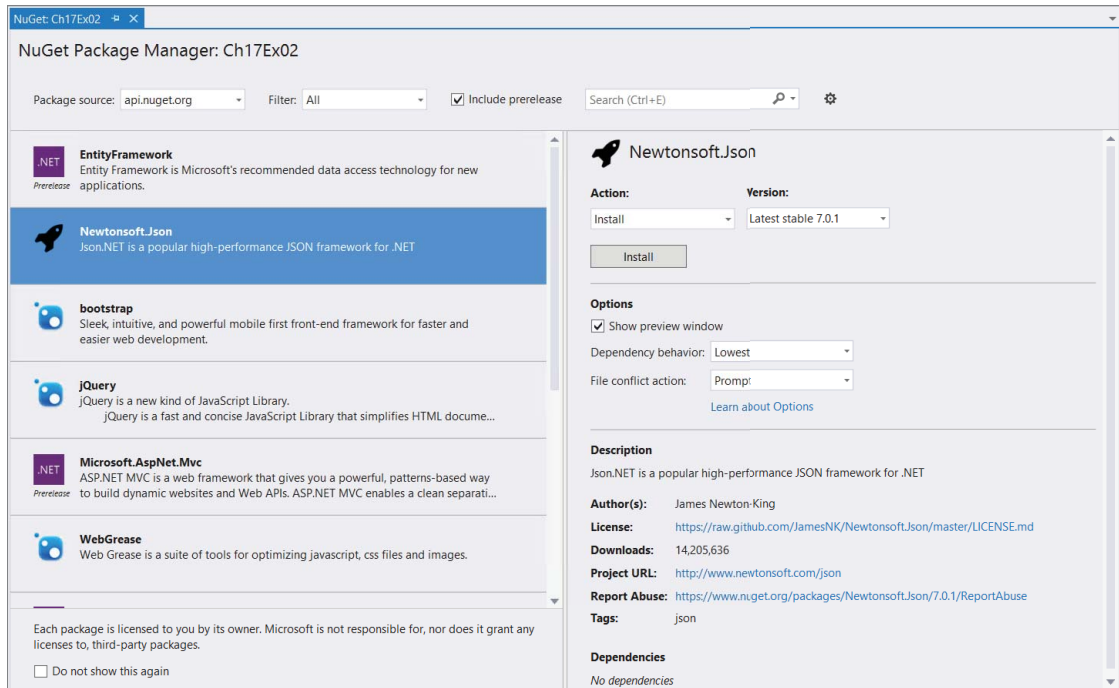 NuGet: Ch17Ex02
NuGet Package Manager: Ch17Ex02
Package source: api.nuget.org Filter: All Include prerelease Search (Ctrl+E)
.NET
Prerelease
EntityFramework
Entity Framework is Microsoft's recommended data access technology for new
applications.
Newtonsoft.Json
Json.NET is a popular high-performance JSON framework for .NET
bootstrap
Sleek, intuitive, and powerful mobile first front-end framework for faster and
easier web development.
jQuery
jQuery is a new kind of JavaScript Library.
jQuery is a fast and concise JavaScript Library that simplifies HTML docume...
.NET
Prerelease
Microsoft.AspNet.Mvc
ASP.NET MVC is a web framework that gives you a powerful, patterns-based way
to build dynamic websites and Web APIs. ASP.NET MVC enables a clean separati...
WebGrease
Web Grease is a suite of tools for optimizing javascript, css files and images.
Each package is licensed to you by its owner. Microsoft is not responsible for, nor does it grant any
licenses to, third-party packages.
Do not show this again
Newtonsoft.Json
Action: Version:
Install Latest stable 7.0.1
Install
Options
Show preview window
Dependency behavior: Lowest
File conflict action: Prompt
Learn about Options
Description
Json.NET is a popular high-performance JSON framework for .NET
Author(s): James Newton-King
License: https://raw.github.com/JamesNK/Newtonsoft.Json/master/LICENSE.md
Downloads: 14,205,636
Project URL: http://www.newtonsoft.com/json
Report Abuse: https://www.nuget.org/packages/Newtonsoft.Json/7.0.1/ReportAbuse
Tags: json
Dependencies
No dependencies